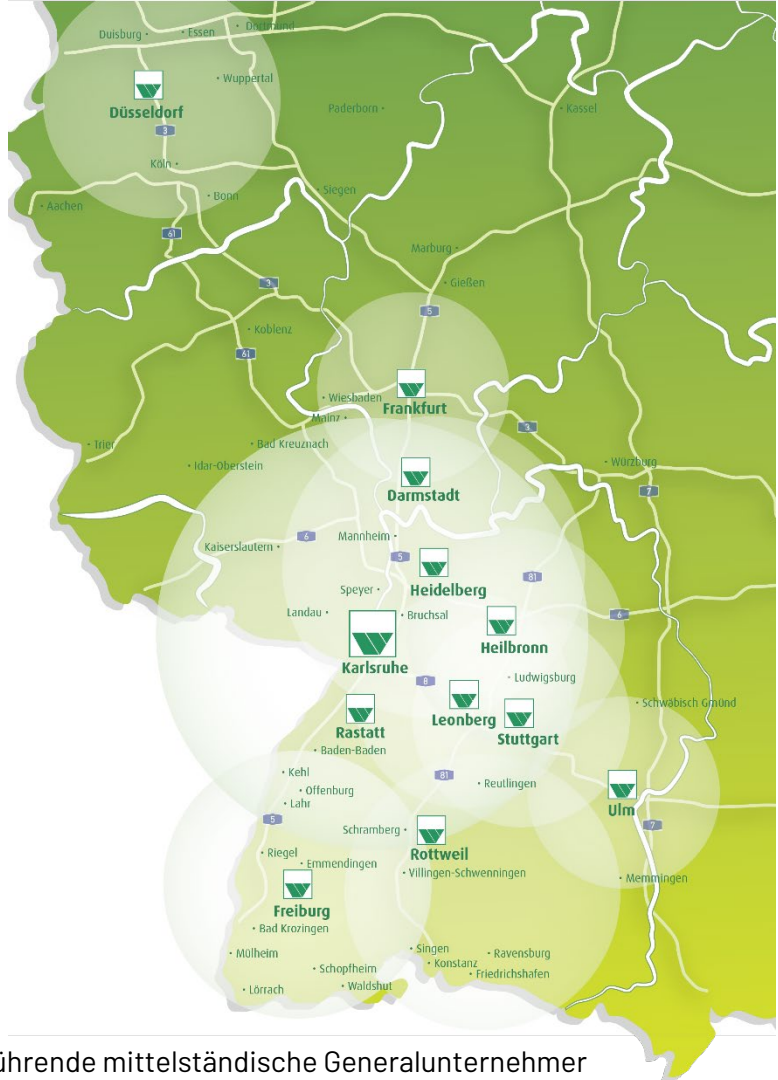 Duisburg
Essen
Dortmund
Wuppertal
Düsseldorf
Paderborn
Kassel
3
Köln
Siegen
Bonn
Aachen
61
Marburg
3
Gießen
5
Koblenz
61
Wiesbaden
Frankfurt
Mainz
3
Trier
Bad Kreuznach
Idar-Oberstein
Würzburg
Darmstadt
7
6
Mannheim
Kaiserslautern
5
81
Speyer
Heidelberg
Landau
Bruchsal
6
Heilbronn
Karlsruhe
8
Ludwigsburg
Leonberg
Schwäbisch Gmünd
Rastatt
Stuttgart
Baden-Baden
Kehl
81
Reutlingen
Offenburg
Lahr
Ulm
5
Schramberg
7
Riegel
Rottweil
Emmendingen
Villingen-Schwenningen
Memmingen
Freiburg
Bad Krozingen
Mülheim
Singen
Ravensburg
Konstanz
Schopfheim
Friedrichshafen
Waldshut
Lörrach
ührende mittelständische Generalunternehmer